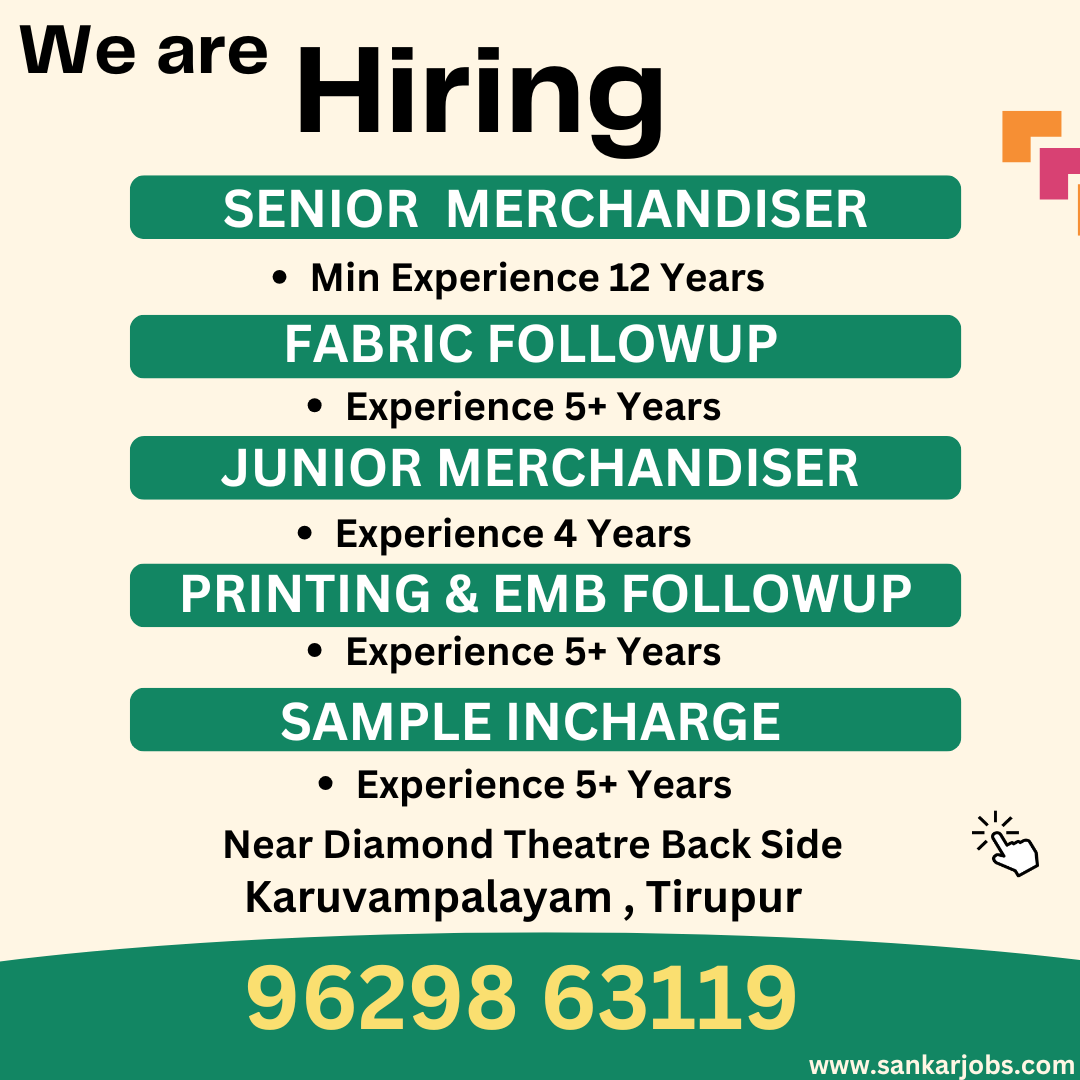 We are Hiring
SENIOR MERCHANDISER
• Min Experience 12 Years
FABRIC FOLLOWUP
• Experience 5+ Years
JUNIOR MERCHANDISER
• Experience 4 Years
PRINTING & EMB FOLLOWUP
• Experience 5+ Years
SAMPLE INCHARGE
• Experience 5+ Years
Near Diamond Theatre Back Side
Karuvampalayam , Tirupur
96298 63119
www.sankarjobs.com